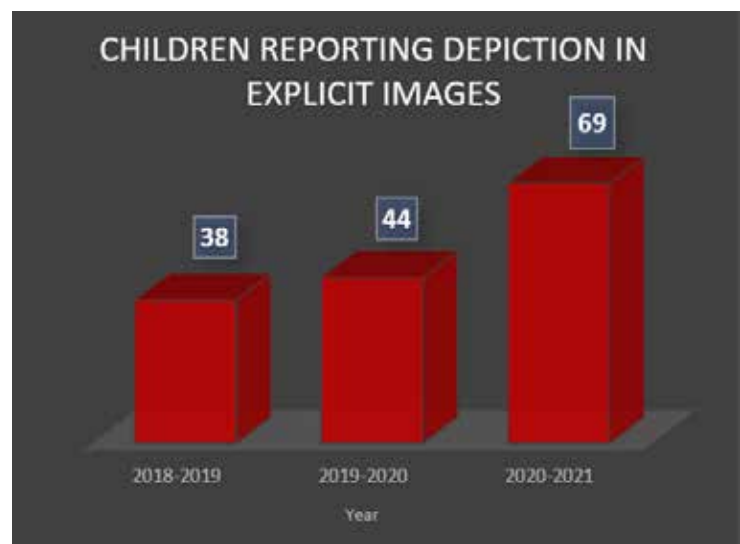 CHILDREN REPORTING DEPICTION IN
EXPLICIT IMAGES
69
44
38
2018-2019 2019-2020 2020-2021
Year